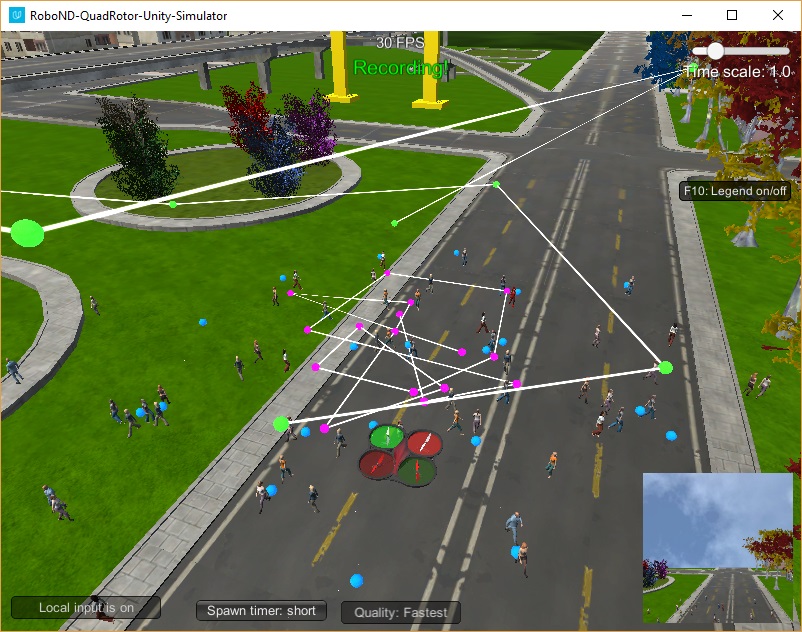 RoboND-QuadRotor-Unity-Simulator
30 FPS
Recording!
Time scale: 1.0
F10: Legend on/off
Local input is on
Spawn timer: short
Quality: Fastest